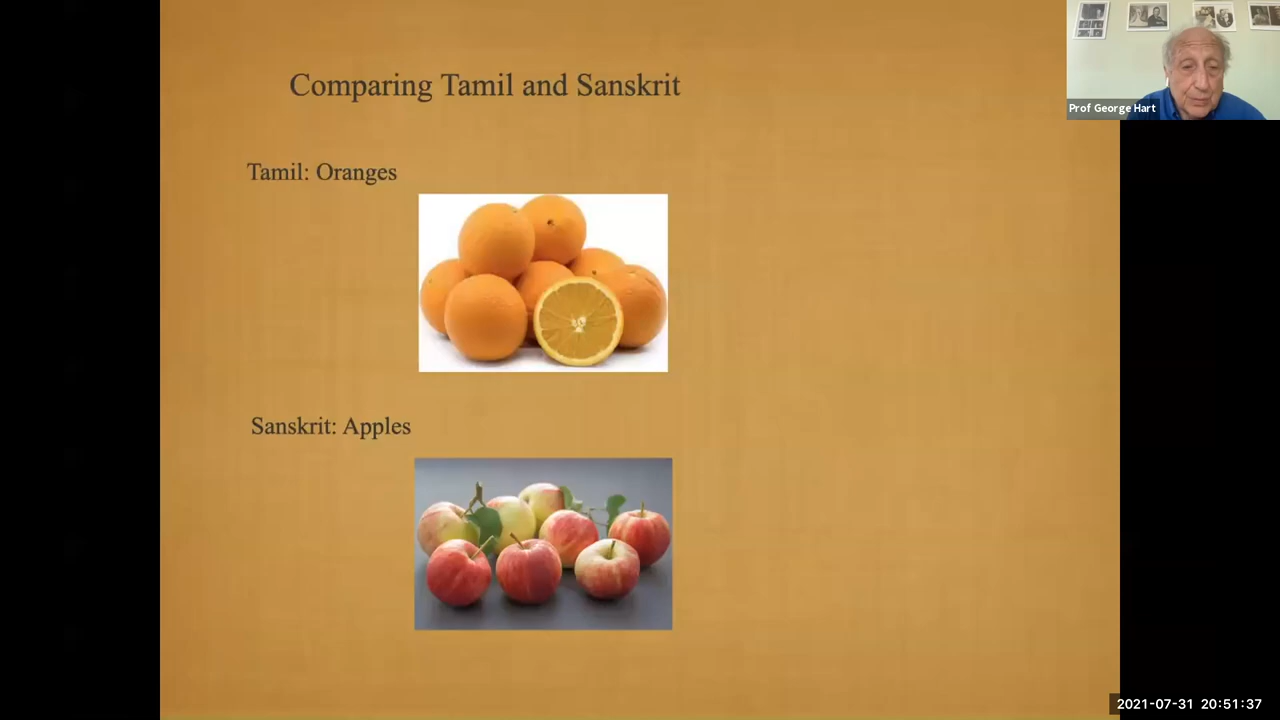 Comparing Tamil and Sanskrit
Prof George Hart
Tamil: Oranges
Sanskrit: Apples
2021-07-31 20:51:37